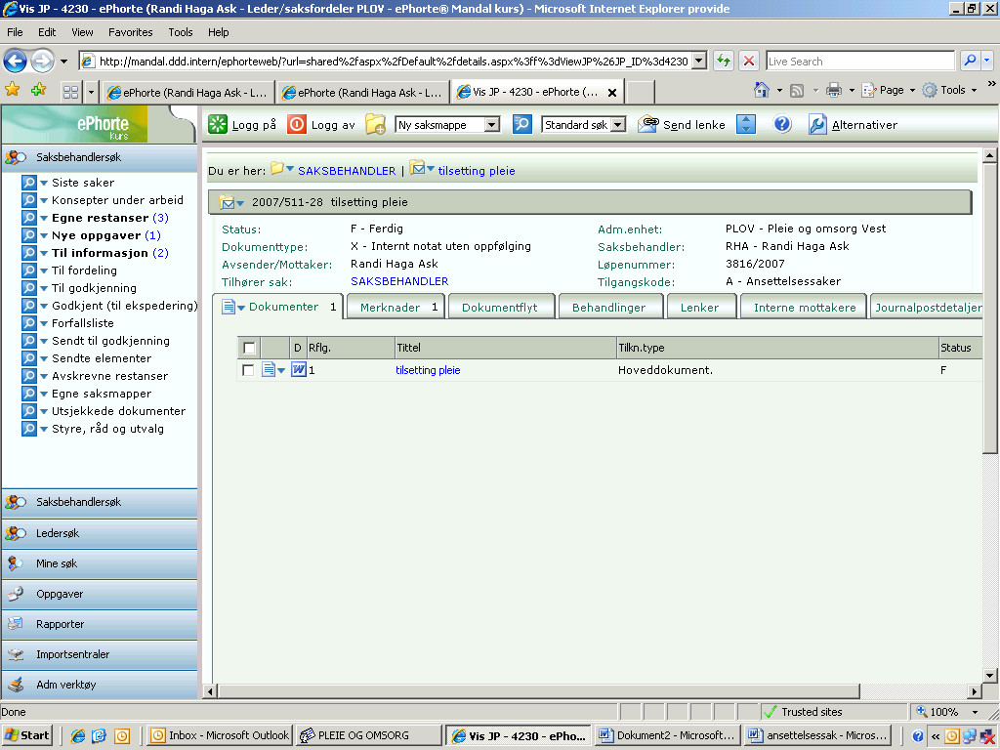 Vis JP - 4230 - ePhorte (Randi Haga Ask - Leder/saksfordeler PLOV - ePhorte® Mandal kurs) - Microsoft Internet Explorer provide
File Edit View Favorites Tools Help
http://mandal.ddd.intern/ephorteweb/?url=shared%2faspx%2fDefault%2fdetails.aspx%3ff%3dViewJP%26JP_ID%3d4230 Live Search
ePhorte (Randi Haga Ask - L... ePhorte (Randi Haga Ask - L... Vis JP - 4230 - ePhorte (... Page Tools »
ePhorte
Kurs
Logg på Logg av Ny saksmappe Standard søk Send lenke Alternativer
Saksbehandlersøk
Siste saker
Konsepter under arbeid
Egne restanser (3)
Nye oppgaver (1)
Til informasjon (2)
Til fordeling
Til godkjenning
Godkjent (til ekspedering)
Forfallsliste
Sendt til godkjenning
Sendte elementer
Avskrevne restanser
Egne saksmapper
Utsjekkede dokumenter
Styre, råd og utvalg
Saksbehandlersøk
Ledersøk
Mine søk
Oppgaver
Rapporter
Importsentraler
Adm verktøy
Du er her: SAKSBEHANDLER | tilsetting pleie
2007/511-28 tilsetting pleie
Status: F - Ferdig Adm.enhet: PLOV - Pleie og omsorg Vest
Dokumenttype: X - Internt notat uten oppfølging Saksbehandler: RHA - Randi Haga Ask
Avsender/Mottaker: Randi Haga Ask Løpenummer: 3816/2007
Tilhører sak: SAKSBEHANDLER Tilgangskode: A - Ansettelsessaker
Dokumenter 1 Merknader 1 Dokumentflyt Behandlinger Lenker Interne mottakere Journalpostdetaljer
D Rflg. Tittel Tilkn.type Status
1 tilsetting pleie Hoveddokument. F
Done Trusted sites 100%
Start Inbox - Microsoft Outlook PLEIE OG OMSORG Vis JP - 4230 - ePho... Dokument2 - Microsoft... ansettelsessak - Micros... «